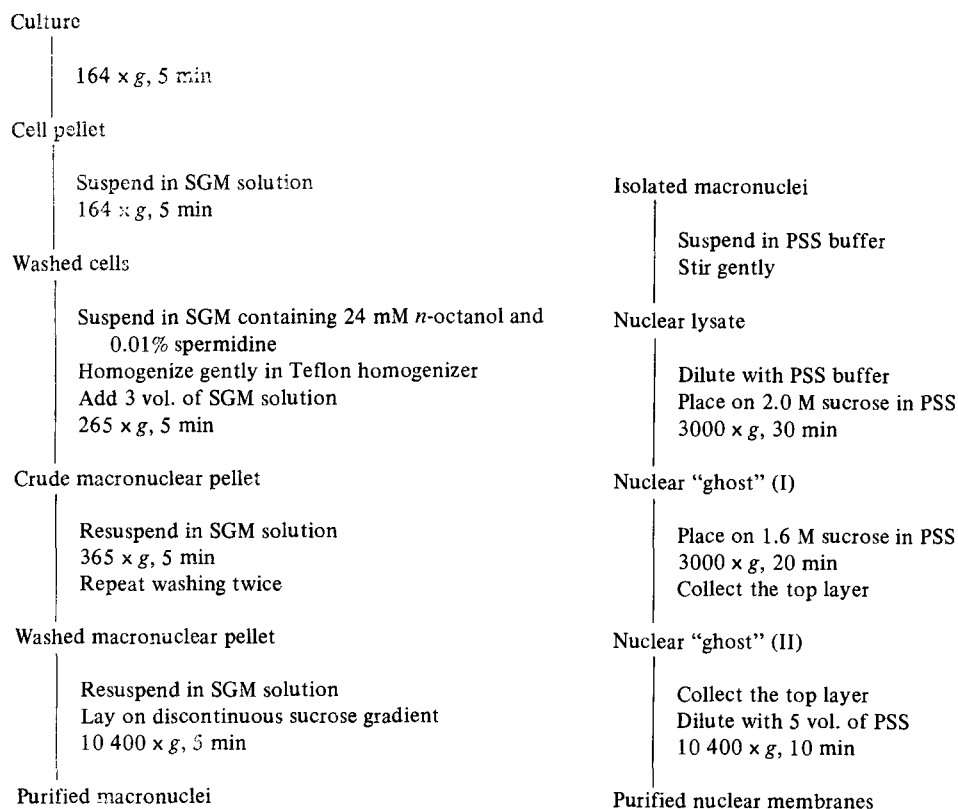 Culture
164 × g, 5 min
Cell pellet
Suspend in SGM solution
164 × g, 5 min
Washed cells
Suspend in SGM containing 24 mM n-octanol and
0.01% spermidine
Homogenize gently in Teflon homogenizer
Add 3 vol. of SGM solution
265 × g, 5 min
Crude macronuclear pellet
Resuspend in SGM solution
365 × g, 5 min
Repeat washing twice
Washed macronuclear pellet
Resuspend in SGM solution
Lay on discontinuous sucrose gradient
10 400 × g, 5 min
Purified macronuclei
Isolated macronuclei
Suspend in PSS buffer
Stir gently
Nuclear lysate
Dilute with PSS buffer
Place on 2.0 M sucrose in PSS
3000 × g, 30 min
Nuclear “ghost” (I)
Place on 1.6 M sucrose in PSS
3000 × g, 20 min
Collect the top layer
Nuclear “ghost” (II)
Collect the top layer
Dilute with 5 vol. of PSS
10 400 × g, 10 min
Purified nuclear membranes